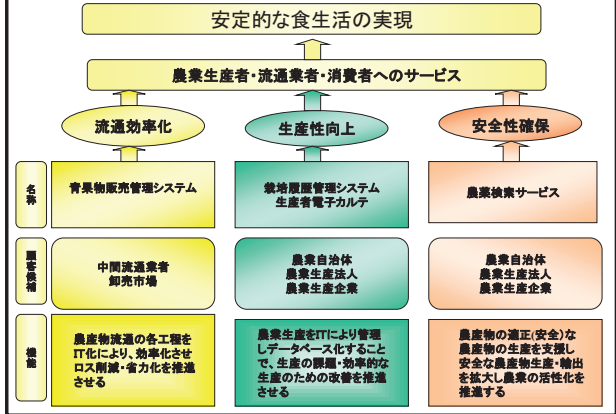 安定的な食生活の実現
農業生産者・流通業者・消費者へのサービス
流通効率化
生産性向上
安全性確保
名称
青果物販売管理システム
栽培履歴管理システム
生産者電子カルテ
農薬検索サービス
顧客候補
中間流通業者
卸売市場
農業自治体
農業生産法人
農業生産企業
農業自治体
農業生産法人
農業生産企業
機能
農産物流通の各工程を
IT化により、効率化させ
ロス削減・省力化を推進
させる
農業生産をITにより管理
しデータベース化すること
で、生産の課題・効率的な
生産のための改善を推進
させる
農産物の適正(安全)な
農産物の生産を支援し
安全な農産物生産・輸出
を拡大し農業の活性化を
推進する